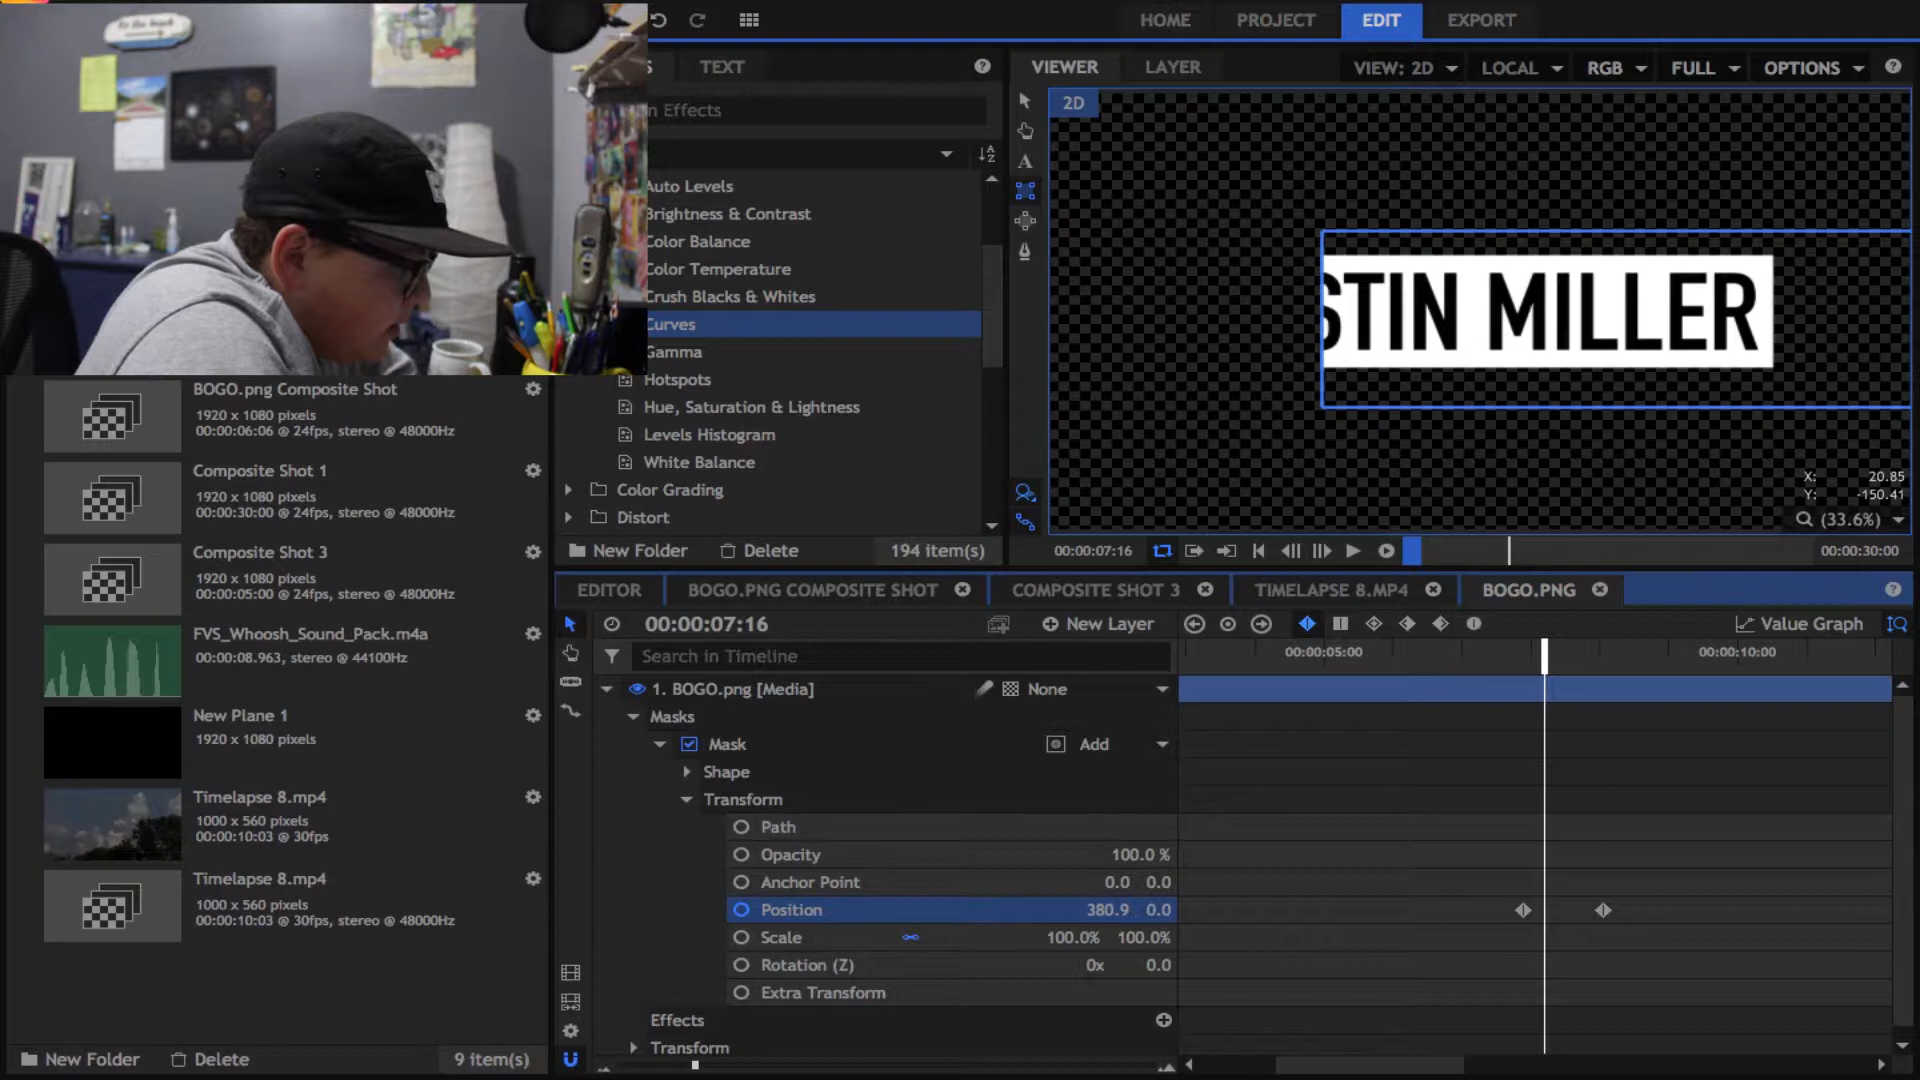 HOME
PROJECT
EDIT
EXPORT
TEXT
n Effects
Auto Levels
Brightness & Contrast
Color Balance
Color Temperature
Crush Blacks & Whites
Curves
Gamma
Hotspots
Hue, Saturation & Lightness
Levels Histogram
White Balance
Color Grading
Distort
New Folder
Delete
194 item(s)
VIEWER
LAYER
VIEW: 2D
LOCAL
RGB
FULL
OPTIONS
2D
STIN MILLER
X: 20.85
Y: -150.41
(33.6%)
00:00:07:16
00:00:30:00
BOGO.png Composite Shot
1920 x 1080 pixels
00:00:06:06 @ 24fps, stereo @ 48000Hz
Composite Shot 1
1920 x 1080 pixels
00:00:30:00 @ 24fps, stereo @ 48000Hz
Composite Shot 3
1920 x 1080 pixels
00:00:05:00 @ 24fps, stereo @ 48000Hz
FVS_Whoosh_Sound_Pack.m4a
00:00:08.963, stereo @ 44100Hz
New Plane 1
1920 x 1080 pixels
Timelapse 8.mp4
1000 x 560 pixels
00:00:10:03 @ 30fps
Timelapse 8.mp4
1000 x 560 pixels
00:00:10:03 @ 30fps, stereo @ 48000Hz
New Folder
Delete
9 item(s)
EDITOR
BOGO.PNG COMPOSITE SHOT
COMPOSITE SHOT 3
TIMELAPSE 8.MP4
BOGO.PNG
00:00:07:16
New Layer
Value Graph
Search in Timeline
00:00:05:00
00:00:10:00
1. BOGO.png [Media]
None
Masks
Mask
Add
Shape
Transform
Path
Opacity
100.0 %
Anchor Point
0.0 0.0
Position
380.9 0.0
Scale
100.0% 100.0%
Rotation (Z)
0x 0.0
Extra Transform
Effects
Transform